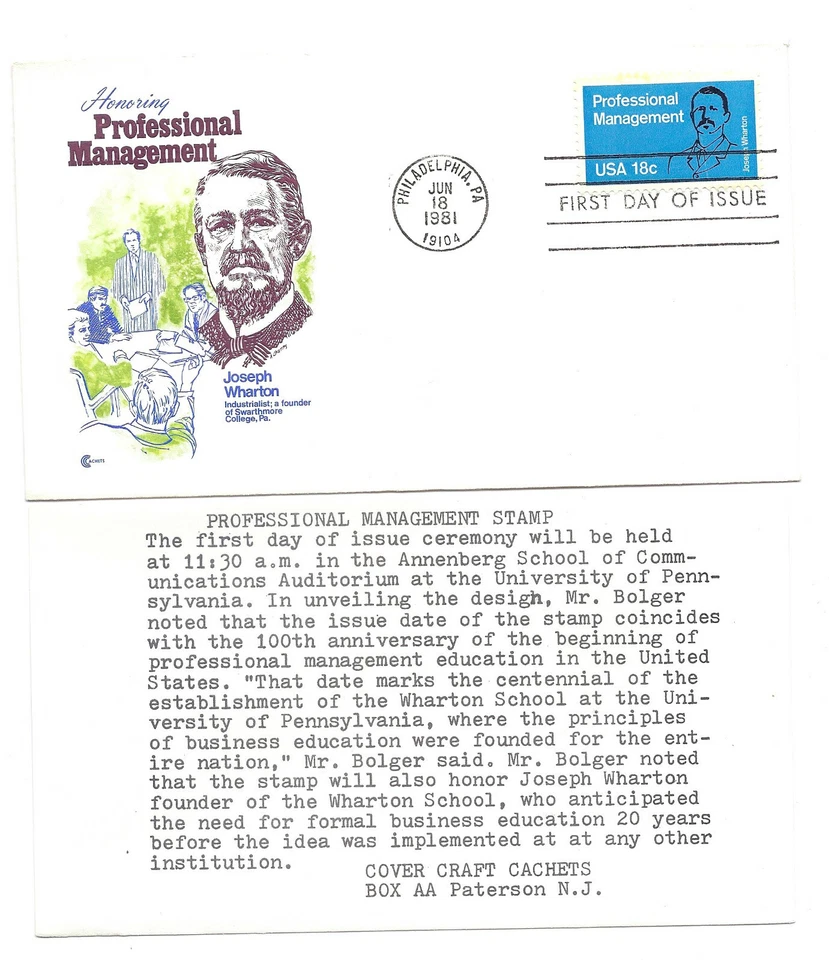 Honoring
Professional
Management
Joseph
Wharton
Industrialist; a founder
of Swarthmore
College, Pa.
CACHETS
PHILADELPHIA, PA
JUN
18
1981
19104
Professional
Management
USA 18c
Joseph Wharton
FIRST DAY OF ISSUE
PROFESSIONAL MANAGEMENT STAMP
The first day of issue ceremony will be held
at 11:30 a.m. in the Annenberg School of Comm-
unications Auditorium at the University of Penn-
sylvania. In unveiling the design, Mr. Bolger
noted that the issue date of the stamp coincides
with the 100th anniversary of the beginning of
professional management education in the United
States. "That date marks the centennial of the
establishment of the Wharton School at the Uni-
versity of Pennsylvania, where the principles
of business education were founded for the ent-
ire nation," Mr. Bolger said. Mr. Bolger noted
that the stamp will also honor Joseph Wharton
founder of the Wharton School, who anticipated
the need for formal business education 20 years
before the idea was implemented at at any other
institution.
COVER CRAFT CACHETS
BOX AA Paterson N.J.